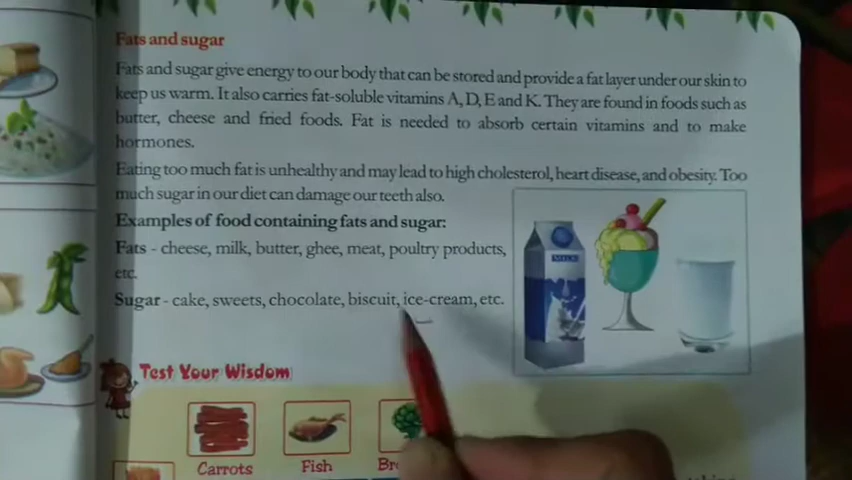 Fats and sugar
Fats and sugar give energy to our body that can be stored and provide a fat layer under our skin to
keep us warm. It also carries fat-soluble vitamins A, D, E and K. They are found in foods such as
butter, cheese and fried foods. Fat is needed to absorb certain vitamins and to make
hormones.
Eating too much fat is unhealthy and may lead to high cholesterol, heart disease, and obesity. Too
much sugar in our diet can damage our teeth also.
Examples of food containing fats and sugar:
Fats - cheese, milk, butter, ghee, meat, poultry products,
etc.
Sugar - cake, sweets, chocolate, biscuit, ice-cream, etc.
MILK
Test Your Wisdom
Carrots
Fish